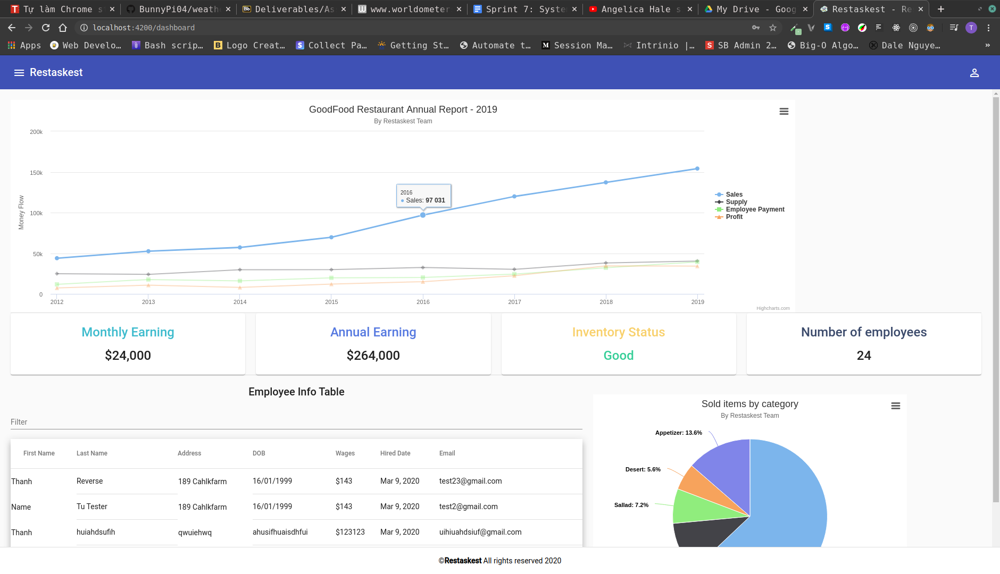 Tự làm Chrome s
BunnyPi04/weath
Deliverables/As
www.worldometer
Sprint 7: Syste
Angelica Hale s
My Drive - Goog
Restaskest - Re
localhost:4200/dashboard
Apps
Web Develo…
Bash scrip…
Logo Creat…
Collect Pa…
Getting St…
Automate t…
Session Ma…
Intrinio |…
SB Admin 2…
Big-O Algo…
Dale Nguye…
»
Restaskest
GoodFood Restaurant Annual Report - 2019
By Restaskest Team
Money Flow
200k
150k
100k
50k
0
2016
Sales: 97 031
Sales
Supply
Employee Payment
Profit
2012 2013 2014 2015 2016 2017 2018 2019
Highcharts.com
Monthly Earning
$24,000
Annual Earning
$264,000
Inventory Status
Good
Number of employees
24
Employee Info Table
Filter
First Name Last Name Address DOB Wages Hired Date Email
Thanh Reverse 189 Cahlkfarm 16/01/1999 $143 Mar 9, 2020 test23@gmail.com
Name Tu Tester 189 Cahlkfarm 16/01/1999 $143 Mar 9, 2020 test2@gmail.com
Thanh huiahdsufih qwuiehwq ahusifhuaisdhfui $123123 Mar 9, 2020 uihiuahdsiuf@gmail.com
Sold items by category
By Restaskest Team
Appetizer: 13.6%
Desert: 5.6%
Sallad: 7.2%
©Restaskest All rights reserved 2020